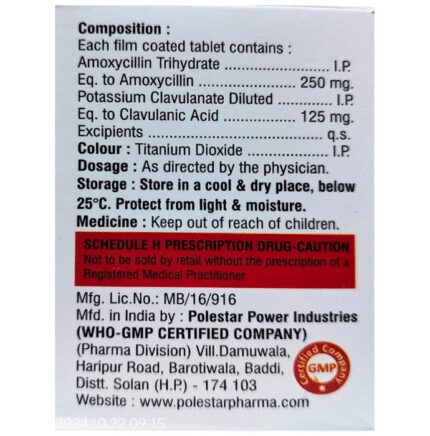 Composition :
Each film coated tablet contains :
Amoxycillin Trihydrate ........................ I.P.
Eq. to Amoxycillin .......................... 250 mg.
Potassium Clavulanate Diluted ............ I.P.
Eq. to Clavulanic Acid .................... 125 mg.
Excipients ........................................ q.s.
Colour : Titanium Dioxide .................... I.P.
Dosage : As directed by the physician.
Storage : Store in a cool & dry place, below
25°C. Protect from light & moisture.
Medicine : Keep out of reach of children.
SCHEDULE H PRESCRIPTION DRUG-CAUTION
Not to be sold by retail without the prescription of a
Registered Medical Practitioner.
Mfg. Lic.No.: MB/16/916
Mfd. in India by : Polestar Power Industries
(WHO-GMP CERTIFIED COMPANY)
(Pharma Division) Vill.Damuwala,
Haripur Road, Barotiwala, Baddi,
Distt. Solan (H.P.) - 174 103
Website : www.polestarpharma.com
Certified Company
GMP
2024.10.22 09:15